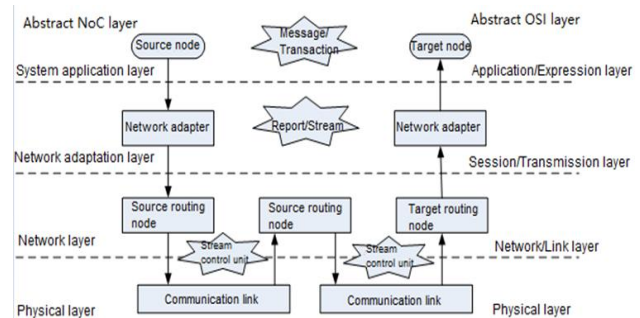 Abstract NoC layer
Abstract OSI layer
Source node
Message/
Transaction
Target node
System application layer
Application/Expression layer
Network adapter
Report/Stream
Network adapter
Network adaptation layer
Session/Transmission layer
Source routing
node
Source routing
node
Target routing
node
Network layer
Stream
control unit
Stream
control unit
Network/Link layer
Communication link
Communication link
Physical layer
Physical layer